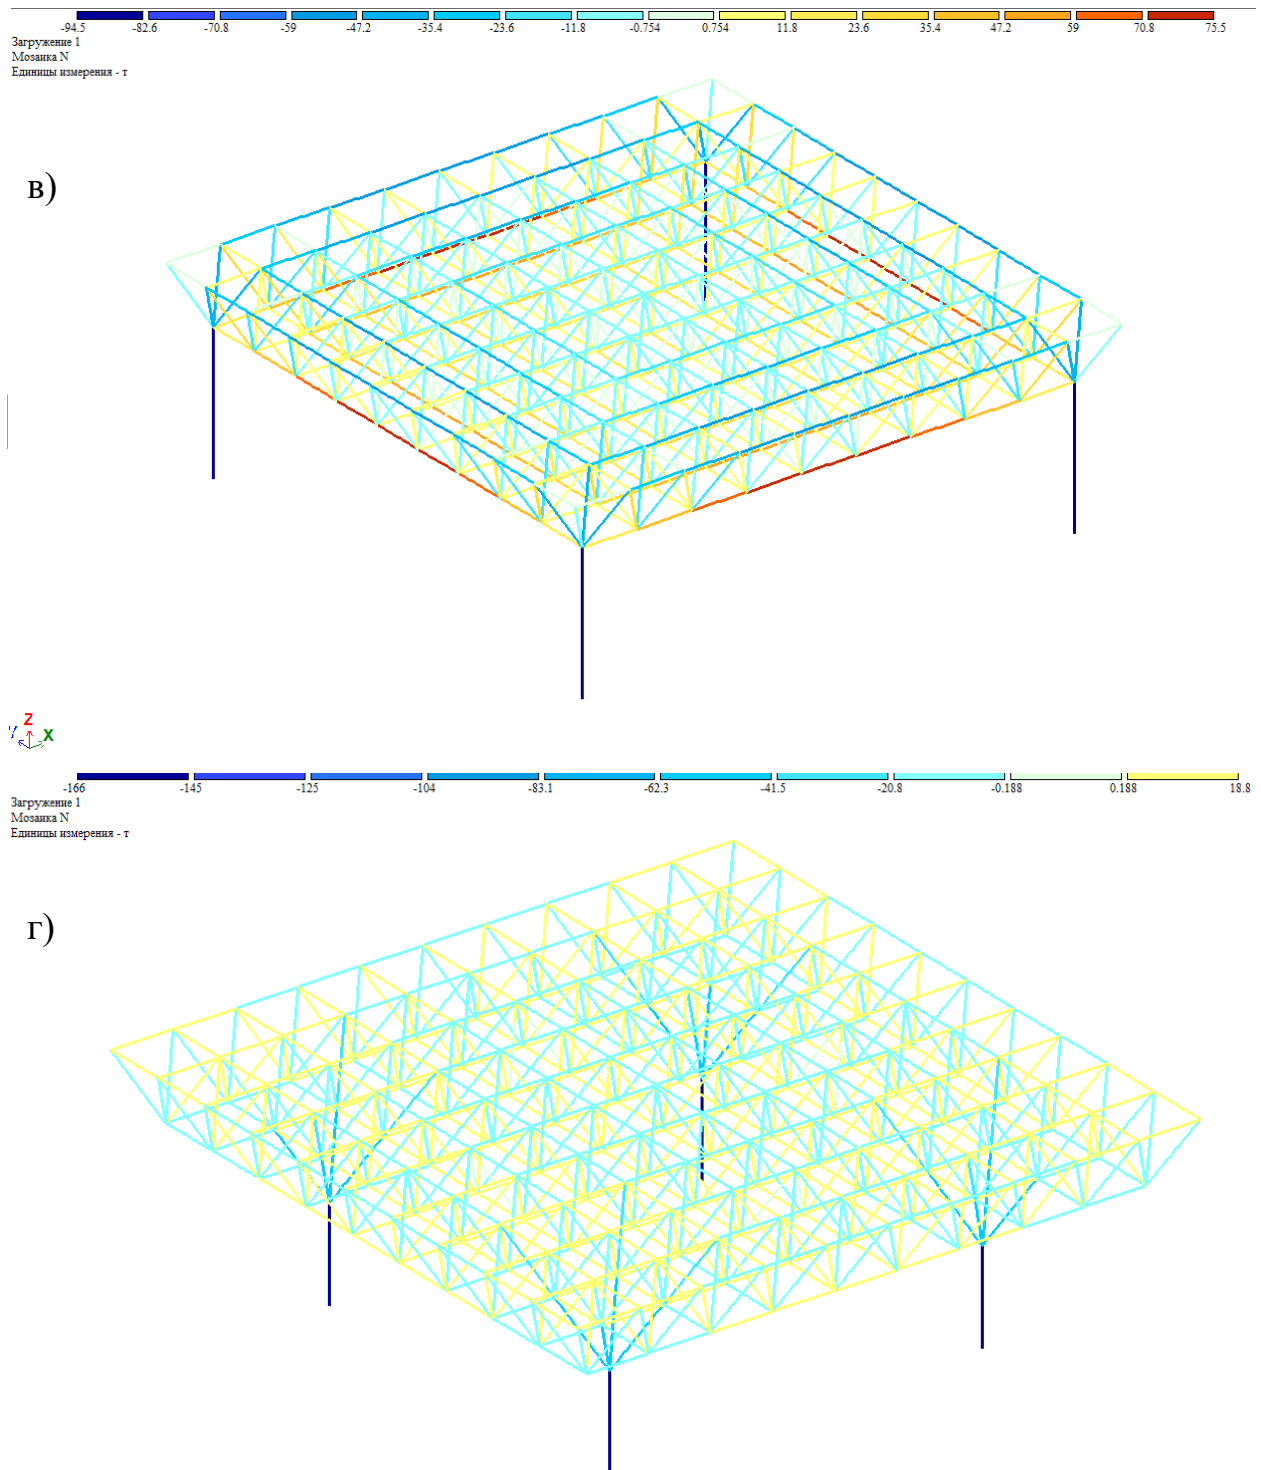 -94.5 -82.6 -70.8 -59 -47.2 -35.4 -23.6 -11.8 -0.754 0.754 11.8 23.6 35.4 47.2 59 70.8 75.5
Загружение 1
Мозаика N
Единицы измерения - т
в)
Z
Y X
-166 -145 -125 -104 -83.1 -62.3 -41.5 -20.8 -0.188 0.188 18.8
Загружение 1
Мозаика N
Единицы измерения - т
г)